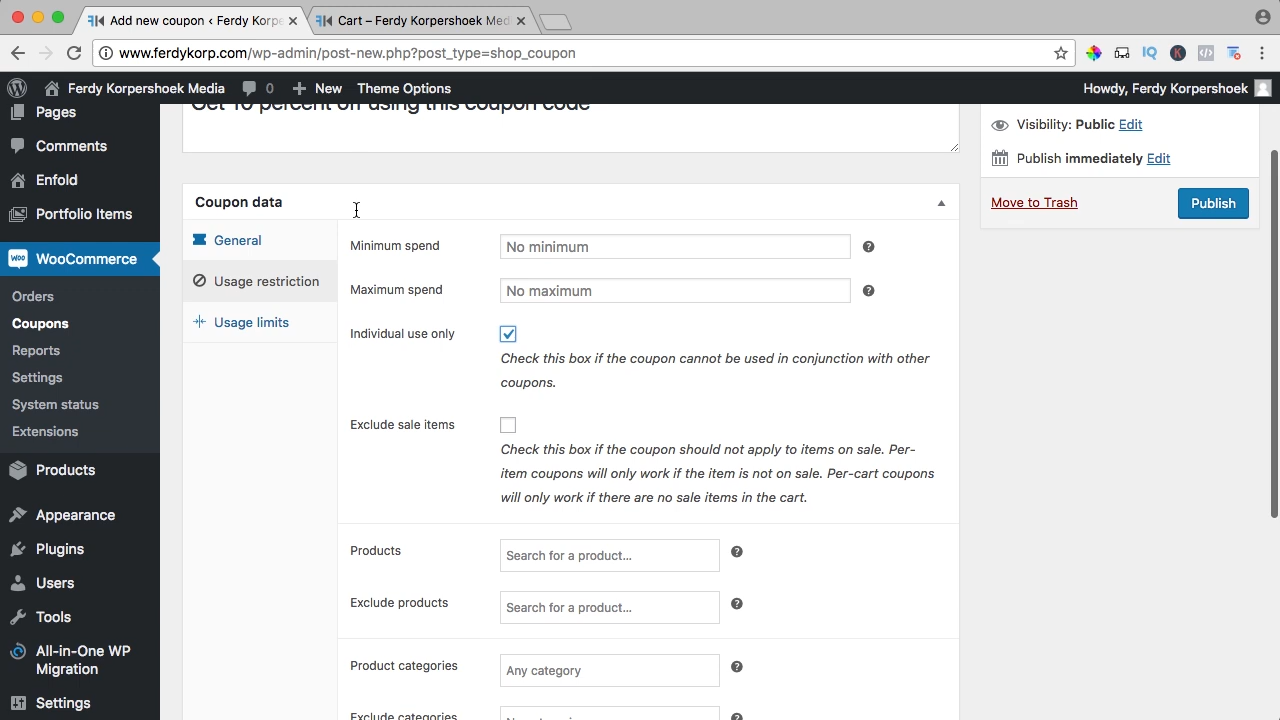 Add new coupon ‹ Ferdy Korpe
Cart – Ferdy Korpershoek Med
www.ferdykorp.com/wp-admin/post-new.php?post_type=shop_coupon
Ferdy Korpershoek Media
0
New
Theme Options
Howdy, Ferdy Korpershoek
Pages
Comments
Enfold
Portfolio Items
WOO
WooCommerce
Orders
Coupons
Reports
Settings
System status
Extensions
Products
Appearance
Plugins
Users
Tools
All-in-One WP
Migration
Settings
Get 10 percent off using this coupon code
Coupon data
General
Usage restriction
Usage limits
Minimum spend
No minimum
Maximum spend
No maximum
Individual use only
Check this box if the coupon cannot be used in conjunction with other
coupons.
Exclude sale items
Check this box if the coupon should not apply to items on sale. Per-
item coupons will only work if the item is not on sale. Per-cart coupons
will only work if there are no sale items in the cart.
Products
Search for a product...
Exclude products
Search for a product...
Product categories
Any category
Exclude categories
Visibility: Public Edit
Publish immediately Edit
Move to Trash
Publish